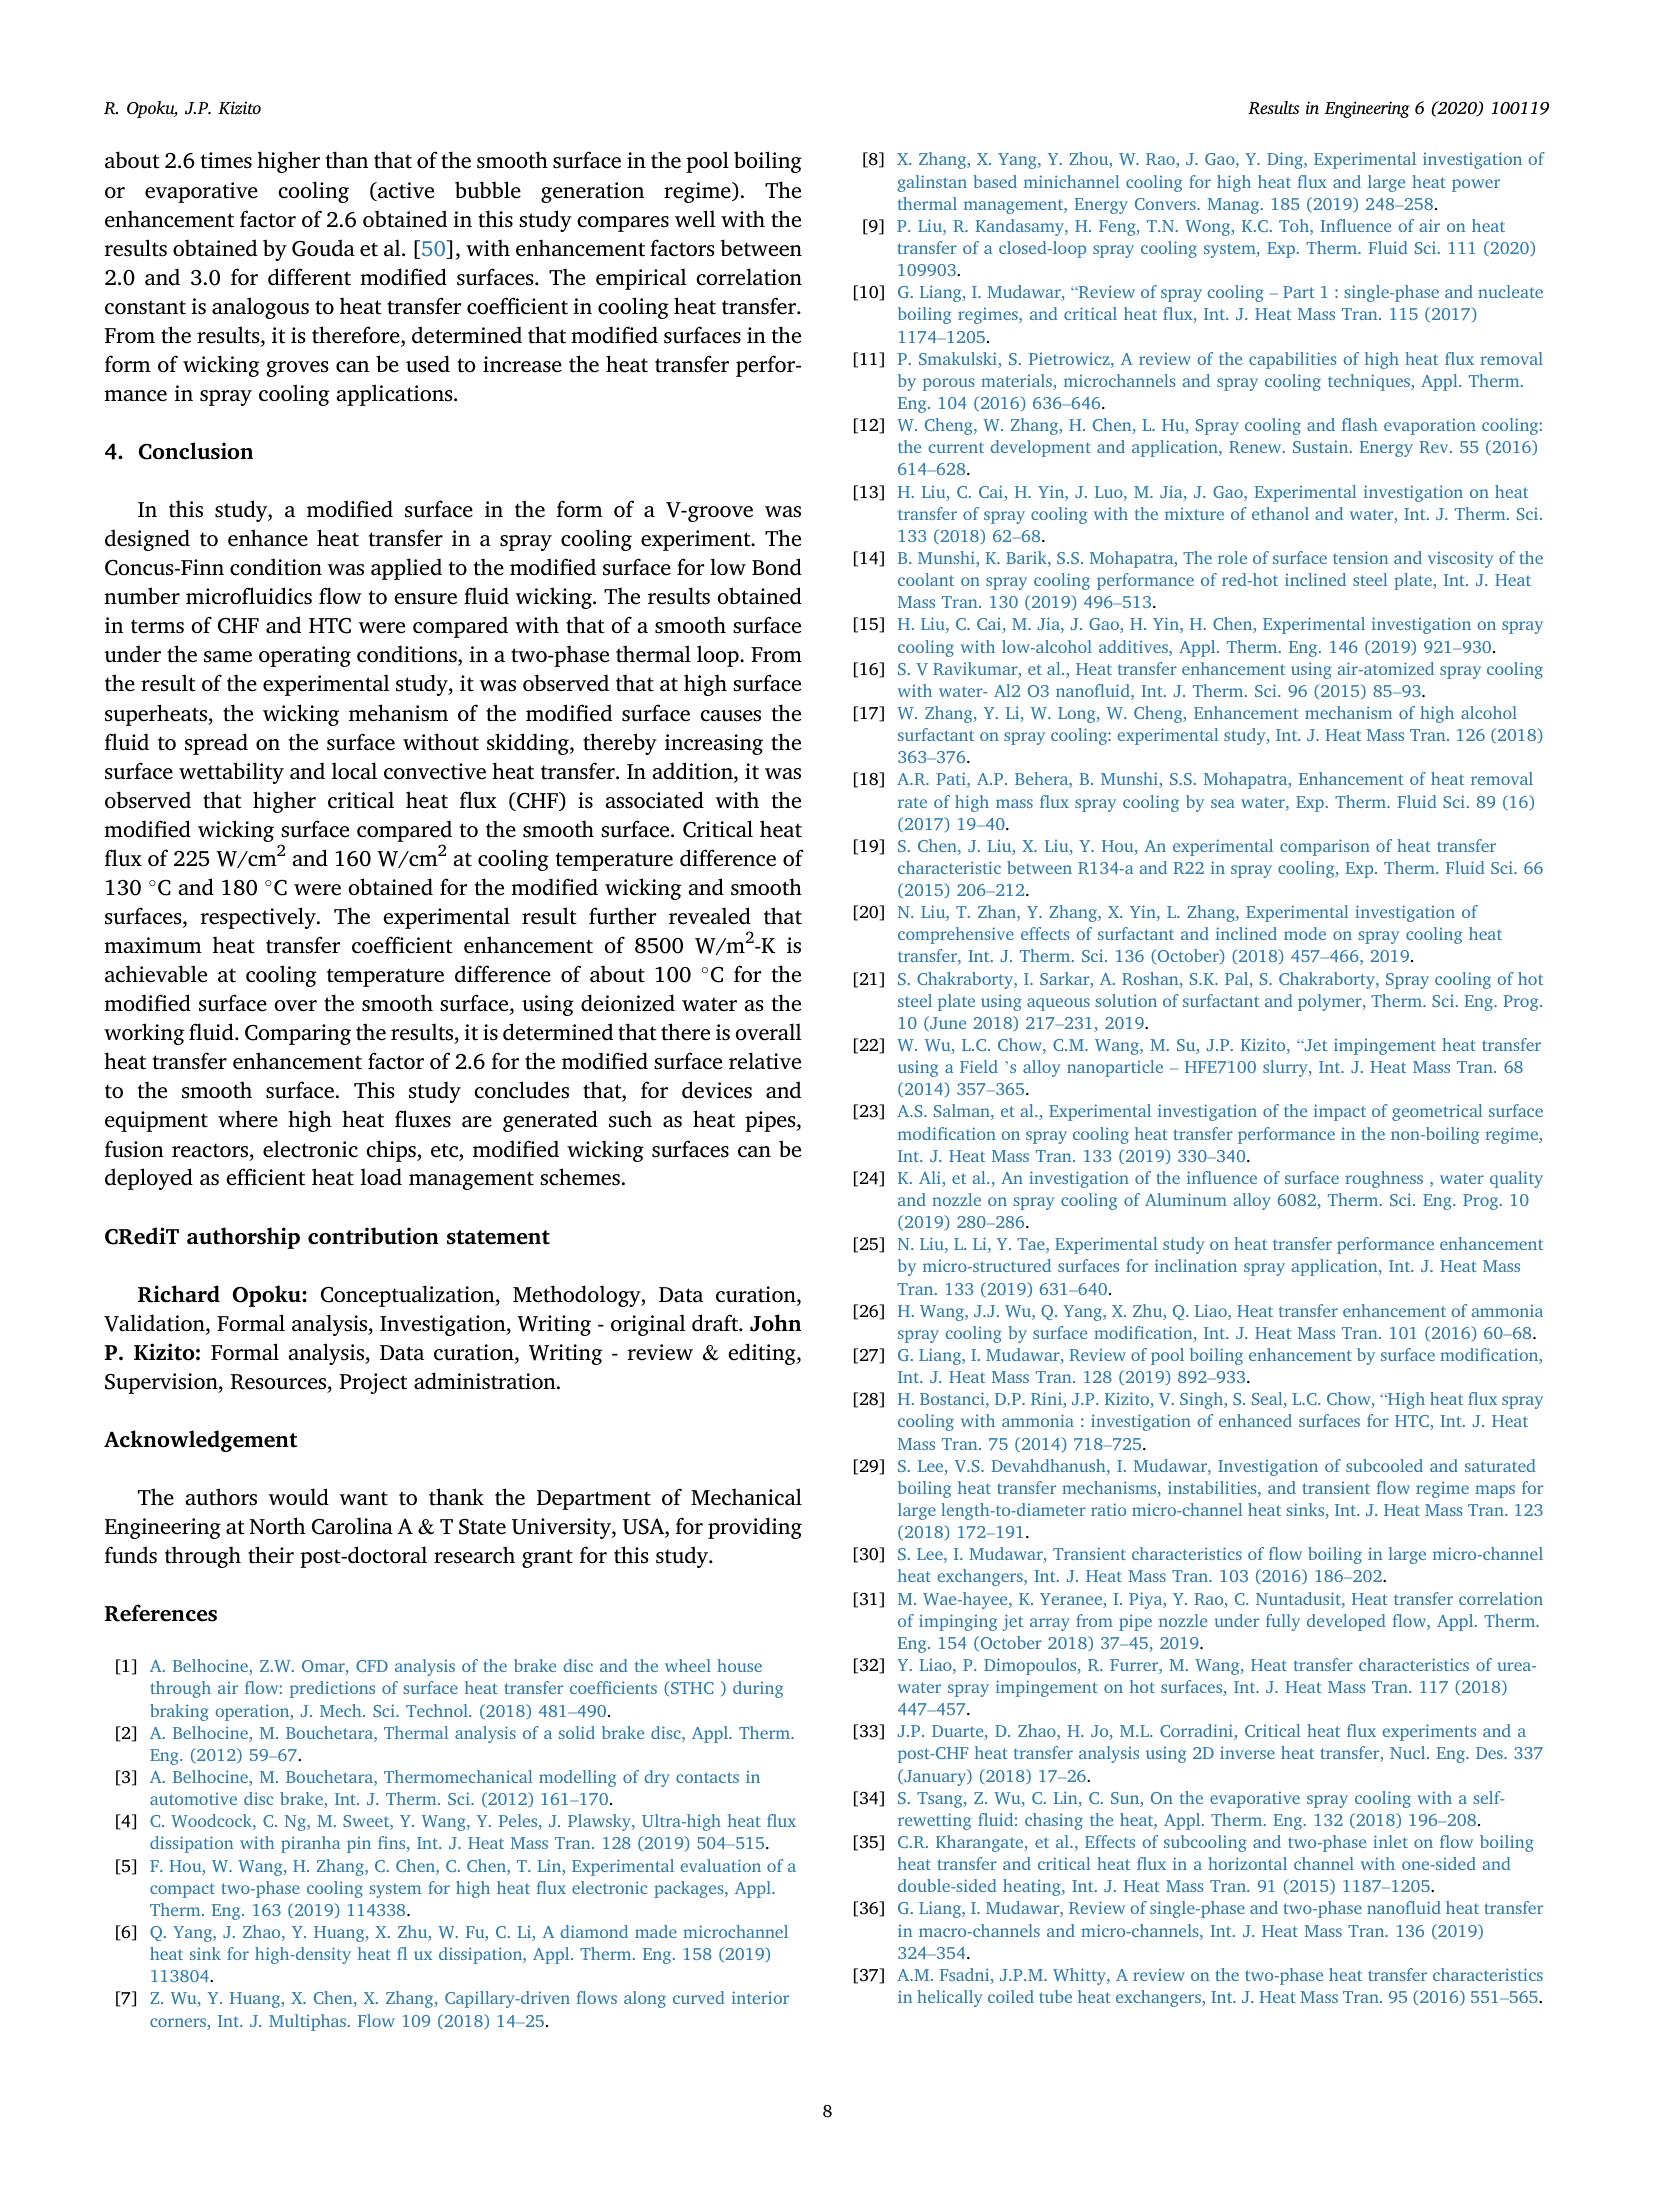 R. Opoku, J.P. Kizito
Results in Engineering 6 (2020) 100119
about 2.6 times higher than that of the smooth surface in the pool boiling
or evaporative cooling (active bubble generation regime). The
enhancement factor of 2.6 obtained in this study compares well with the
results obtained by Gouda et al. [50], with enhancement factors between
2.0 and 3.0 for different modified surfaces. The empirical correlation
constant is analogous to heat transfer coefficient in cooling heat transfer.
From the results, it is therefore, determined that modified surfaces in the
form of wicking groves can be used to increase the heat transfer perfor-
mance in spray cooling applications.
4. Conclusion
In this study, a modified surface in the form of a V-groove was
designed to enhance heat transfer in a spray cooling experiment. The
Concus-Finn condition was applied to the modified surface for low Bond
number microfluidics flow to ensure fluid wicking. The results obtained
in terms of CHF and HTC were compared with that of a smooth surface
under the same operating conditions, in a two-phase thermal loop. From
the result of the experimental study, it was observed that at high surface
superheats, the wicking mehanism of the modified surface causes the
fluid to spread on the surface without skidding, thereby increasing the
surface wettability and local convective heat transfer. In addition, it was
observed that higher critical heat flux (CHF) is associated with the
modified wicking surface compared to the smooth surface. Critical heat
flux of 225 W/cm² and 160 W/cm² at cooling temperature difference of
130 °C and 180 °C were obtained for the modified wicking and smooth
surfaces, respectively. The experimental result further revealed that
maximum heat transfer coefficient enhancement of 8500 W/m²-K is
achievable at cooling temperature difference of about 100 °C for the
modified surface over the smooth surface, using deionized water as the
working fluid. Comparing the results, it is determined that there is overall
heat transfer enhancement factor of 2.6 for the modified surface relative
to the smooth surface. This study concludes that, for devices and
equipment where high heat fluxes are generated such as heat pipes,
fusion reactors, electronic chips, etc, modified wicking surfaces can be
deployed as efficient heat load management schemes.
CRediT authorship contribution statement
Richard Opoku: Conceptualization, Methodology, Data curation,
Validation, Formal analysis, Investigation, Writing - original draft. John
P. Kizito: Formal analysis, Data curation, Writing - review & editing,
Supervision, Resources, Project administration.
Acknowledgement
The authors would want to thank the Department of Mechanical
Engineering at North Carolina A & T State University, USA, for providing
funds through their post-doctoral research grant for this study.
References
[1] A. Belhocine, Z.W. Omar, CFD analysis of the brake disc and the wheel house
through air flow: predictions of surface heat transfer coefficients (STHC ) during
braking operation, J. Mech. Sci. Technol. (2018) 481–490.
[2] A. Belhocine, M. Bouchetara, Thermal analysis of a solid brake disc, Appl. Therm.
Eng. (2012) 59–67.
[3] A. Belhocine, M. Bouchetara, Thermomechanical modelling of dry contacts in
automotive disc brake, Int. J. Therm. Sci. (2012) 161–170.
[4] C. Woodcock, C. Ng, M. Sweet, Y. Wang, Y. Peles, J. Plawsky, Ultra-high heat flux
dissipation with piranha pin fins, Int. J. Heat Mass Tran. 128 (2019) 504–515.
[5] F. Hou, W. Wang, H. Zhang, C. Chen, C. Chen, T. Lin, Experimental evaluation of a
compact two-phase cooling system for high heat flux electronic packages, Appl.
Therm. Eng. 163 (2019) 114338.
[6] Q. Yang, J. Zhao, Y. Huang, X. Zhu, W. Fu, C. Li, A diamond made microchannel
heat sink for high-density heat fl ux dissipation, Appl. Therm. Eng. 158 (2019)
113804.
[7] Z. Wu, Y. Huang, X. Chen, X. Zhang, Capillary-driven flows along curved interior
corners, Int. J. Multiphas. Flow 109 (2018) 14–25.
[8] X. Zhang, X. Yang, Y. Zhou, W. Rao, J. Gao, Y. Ding, Experimental investigation of
galinstan based minichannel cooling for high heat flux and large heat power
thermal management, Energy Convers. Manag. 185 (2019) 248–258.
[9] P. Liu, R. Kandasamy, H. Feng, T.N. Wong, K.C. Toh, Influence of air on heat
transfer of a closed-loop spray cooling system, Exp. Therm. Fluid Sci. 111 (2020)
109903.
[10] G. Liang, I. Mudawar, “Review of spray cooling – Part 1 : single-phase and nucleate
boiling regimes, and critical heat flux, Int. J. Heat Mass Tran. 115 (2017)
1174–1205.
[11] P. Smakulski, S. Pietrowicz, A review of the capabilities of high heat flux removal
by porous materials, microchannels and spray cooling techniques, Appl. Therm.
Eng. 104 (2016) 636–646.
[12] W. Cheng, W. Zhang, H. Chen, L. Hu, Spray cooling and flash evaporation cooling:
the current development and application, Renew. Sustain. Energy Rev. 55 (2016)
614–628.
[13] H. Liu, C. Cai, H. Yin, J. Luo, M. Jia, J. Gao, Experimental investigation on heat
transfer of spray cooling with the mixture of ethanol and water, Int. J. Therm. Sci.
133 (2018) 62–68.
[14] B. Munshi, K. Barik, S.S. Mohapatra, The role of surface tension and viscosity of the
coolant on spray cooling performance of red-hot inclined steel plate, Int. J. Heat
Mass Tran. 130 (2019) 496–513.
[15] H. Liu, C. Cai, M. Jia, J. Gao, H. Yin, H. Chen, Experimental investigation on spray
cooling with low-alcohol additives, Appl. Therm. Eng. 146 (2019) 921–930.
[16] S. V Ravikumar, et al., Heat transfer enhancement using air-atomized spray cooling
with water- Al2 O3 nanofluid, Int. J. Therm. Sci. 96 (2015) 85–93.
[17] W. Zhang, Y. Li, W. Long, W. Cheng, Enhancement mechanism of high alcohol
surfactant on spray cooling: experimental study, Int. J. Heat Mass Tran. 126 (2018)
363–376.
[18] A.R. Pati, A.P. Behera, B. Munshi, S.S. Mohapatra, Enhancement of heat removal
rate of high mass flux spray cooling by sea water, Exp. Therm. Fluid Sci. 89 (16)
(2017) 19–40.
[19] S. Chen, J. Liu, X. Liu, Y. Hou, An experimental comparison of heat transfer
characteristic between R134-a and R22 in spray cooling, Exp. Therm. Fluid Sci. 66
(2015) 206–212.
[20] N. Liu, T. Zhan, Y. Zhang, X. Yin, L. Zhang, Experimental investigation of
comprehensive effects of surfactant and inclined mode on spray cooling heat
transfer, Int. J. Therm. Sci. 136 (October) (2018) 457–466, 2019.
[21] S. Chakraborty, I. Sarkar, A. Roshan, S.K. Pal, S. Chakraborty, Spray cooling of hot
steel plate using aqueous solution of surfactant and polymer, Therm. Sci. Eng. Prog.
10 (June 2018) 217–231, 2019.
[22] W. Wu, L.C. Chow, C.M. Wang, M. Su, J.P. Kizito, “Jet impingement heat transfer
using a Field ’s alloy nanoparticle – HFE7100 slurry, Int. J. Heat Mass Tran. 68
(2014) 357–365.
[23] A.S. Salman, et al., Experimental investigation of the impact of geometrical surface
modification on spray cooling heat transfer performance in the non-boiling regime,
Int. J. Heat Mass Tran. 133 (2019) 330–340.
[24] K. Ali, et al., An investigation of the influence of surface roughness , water quality
and nozzle on spray cooling of Aluminum alloy 6082, Therm. Sci. Eng. Prog. 10
(2019) 280–286.
[25] N. Liu, L. Li, Y. Tae, Experimental study on heat transfer performance enhancement
by micro-structured surfaces for inclination spray application, Int. J. Heat Mass
Tran. 133 (2019) 631–640.
[26] H. Wang, J.J. Wu, Q. Yang, X. Zhu, Q. Liao, Heat transfer enhancement of ammonia
spray cooling by surface modification, Int. J. Heat Mass Tran. 101 (2016) 60–68.
[27] G. Liang, I. Mudawar, Review of pool boiling enhancement by surface modification,
Int. J. Heat Mass Tran. 128 (2019) 892–933.
[28] H. Bostanci, D.P. Rini, J.P. Kizito, V. Singh, S. Seal, L.C. Chow, “High heat flux spray
cooling with ammonia : investigation of enhanced surfaces for HTC, Int. J. Heat
Mass Tran. 75 (2014) 718–725.
[29] S. Lee, V.S. Devahdhanush, I. Mudawar, Investigation of subcooled and saturated
boiling heat transfer mechanisms, instabilities, and transient flow regime maps for
large length-to-diameter ratio micro-channel heat sinks, Int. J. Heat Mass Tran. 123
(2018) 172–191.
[30] S. Lee, I. Mudawar, Transient characteristics of flow boiling in large micro-channel
heat exchangers, Int. J. Heat Mass Tran. 103 (2016) 186–202.
[31] M. Wae-hayee, K. Yeranee, I. Piya, Y. Rao, C. Nuntadusit, Heat transfer correlation
of impinging jet array from pipe nozzle under fully developed flow, Appl. Therm.
Eng. 154 (October 2018) 37–45, 2019.
[32] Y. Liao, P. Dimopoulos, R. Furrer, M. Wang, Heat transfer characteristics of urea-
water spray impingement on hot surfaces, Int. J. Heat Mass Tran. 117 (2018)
447–457.
[33] J.P. Duarte, D. Zhao, H. Jo, M.L. Corradini, Critical heat flux experiments and a
post-CHF heat transfer analysis using 2D inverse heat transfer, Nucl. Eng. Des. 337
(January) (2018) 17–26.
[34] S. Tsang, Z. Wu, C. Lin, C. Sun, On the evaporative spray cooling with a self-
rewetting fluid: chasing the heat, Appl. Therm. Eng. 132 (2018) 196–208.
[35] C.R. Kharangate, et al., Effects of subcooling and two-phase inlet on flow boiling
heat transfer and critical heat flux in a horizontal channel with one-sided and
double-sided heating, Int. J. Heat Mass Tran. 91 (2015) 1187–1205.
[36] G. Liang, I. Mudawar, Review of single-phase and two-phase nanofluid heat transfer
in macro-channels and micro-channels, Int. J. Heat Mass Tran. 136 (2019)
324–354.
[37] A.M. Fsadni, J.P.M. Whitty, A review on the two-phase heat transfer characteristics
in helically coiled tube heat exchangers, Int. J. Heat Mass Tran. 95 (2016) 551–565.
8